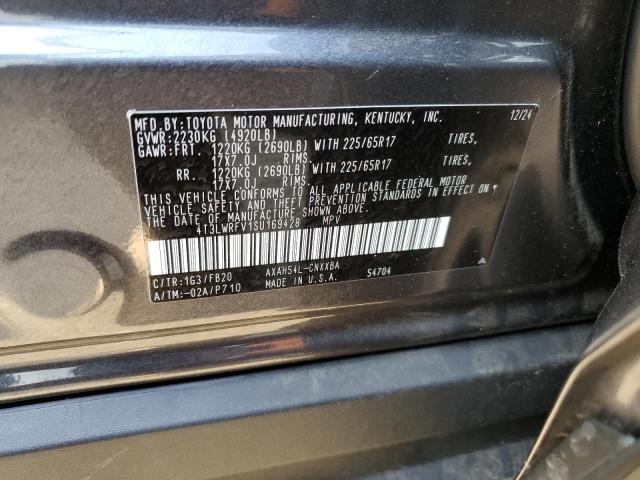 MFD.BY:TOYOTA MOTOR MANUFACTURING, KENTUCKY, INC. 12/24
GVWR:2230KG (4920LB)
GAWR:FRT. 1220KG (2690LB) WITH 225/65R17 TIRES,
17X7.0J RIMS.
RR. 1220KG (2690LB) WITH 225/65R17 TIRES,
17X7.0J RIMS.
THIS VEHICLE CONFORMS TO ALL APPLICABLE FEDERAL MOTOR
VEHICLE SAFETY AND THEFT PREVENTION STANDARDS IN EFFECT ON
THE DATE OF MANUFACTURE SHOWN ABOVE.
4T3LWRFV1SU169428 MPV
C/TR:1G3/FB20 AXAH54L-CNXXBA 54704 A
A/TM:-02A/P710 MADE IN U.S.A.